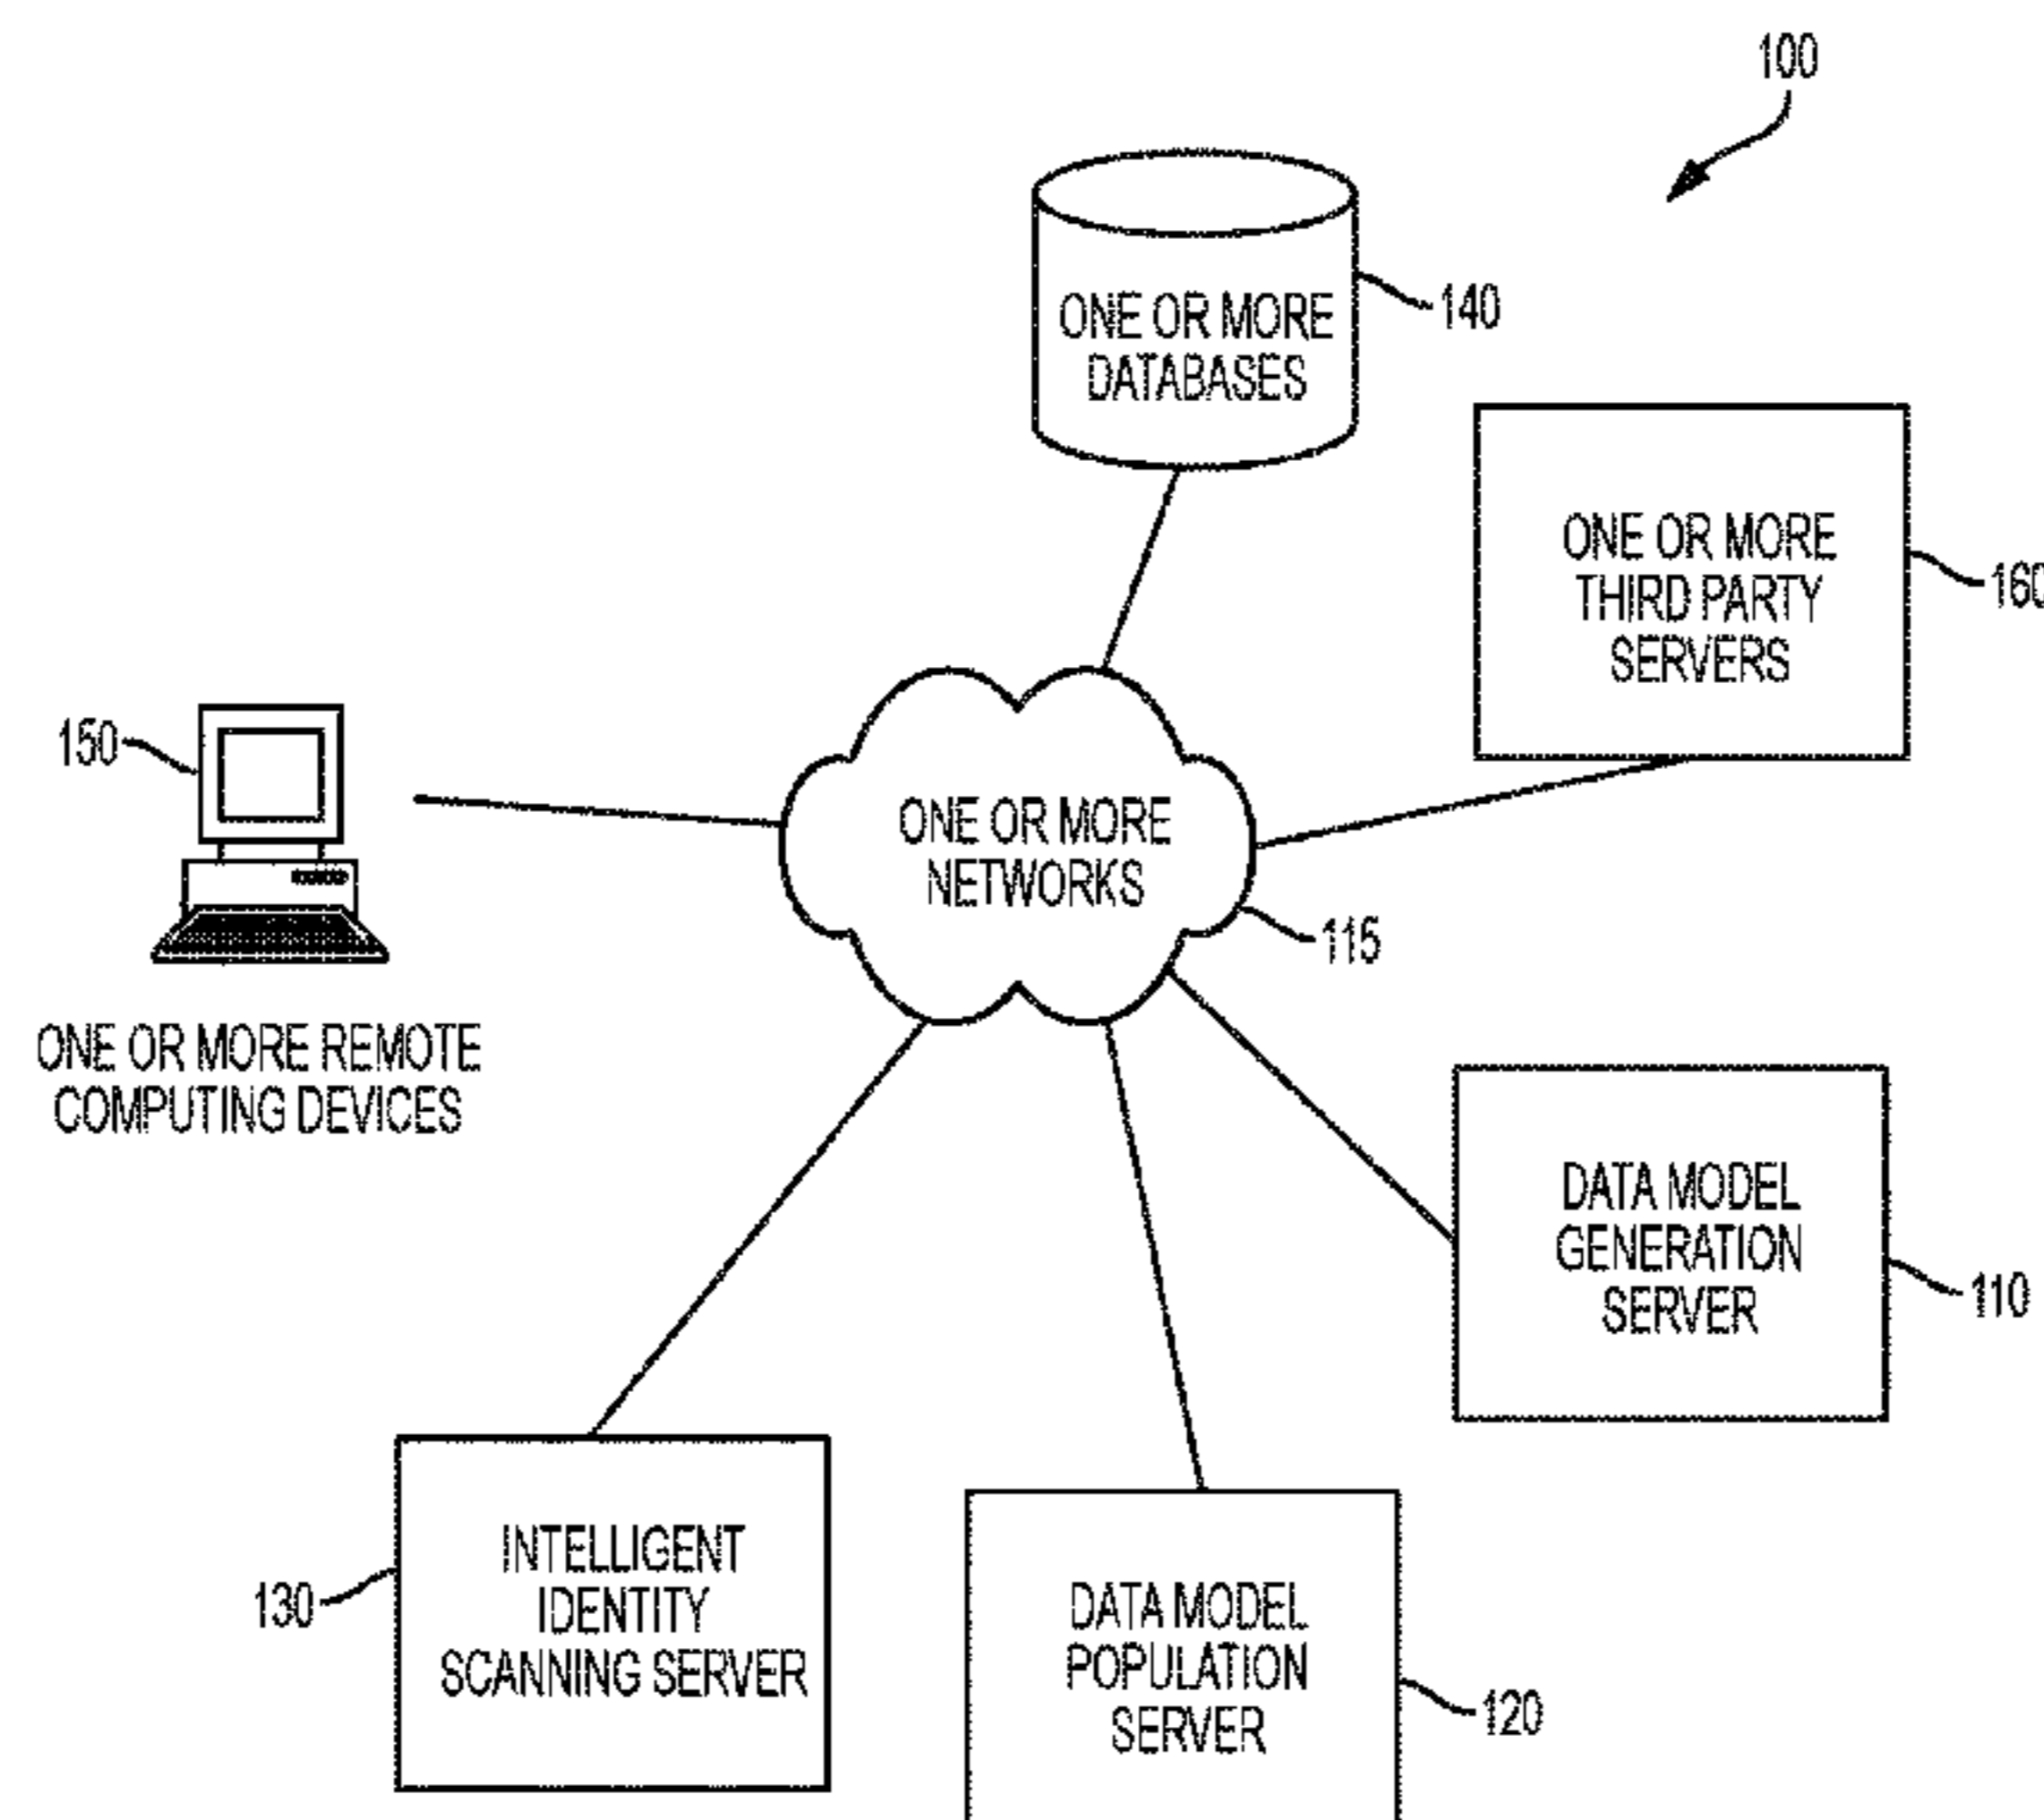 100
ONE OR MORE
DATABASES
140
ONE OR MORE
THIRD PARTY
SERVERS
160
150
ONE OR MORE
NETWORKS
115
ONE OR MORE REMOTE
COMPUTING DEVICES
DATA MODEL
GENERATION
SERVER
110
INTELLIGENT
IDENTITY
SCANNING SERVER
130
DATA MODEL
POPULATION
SERVER
120